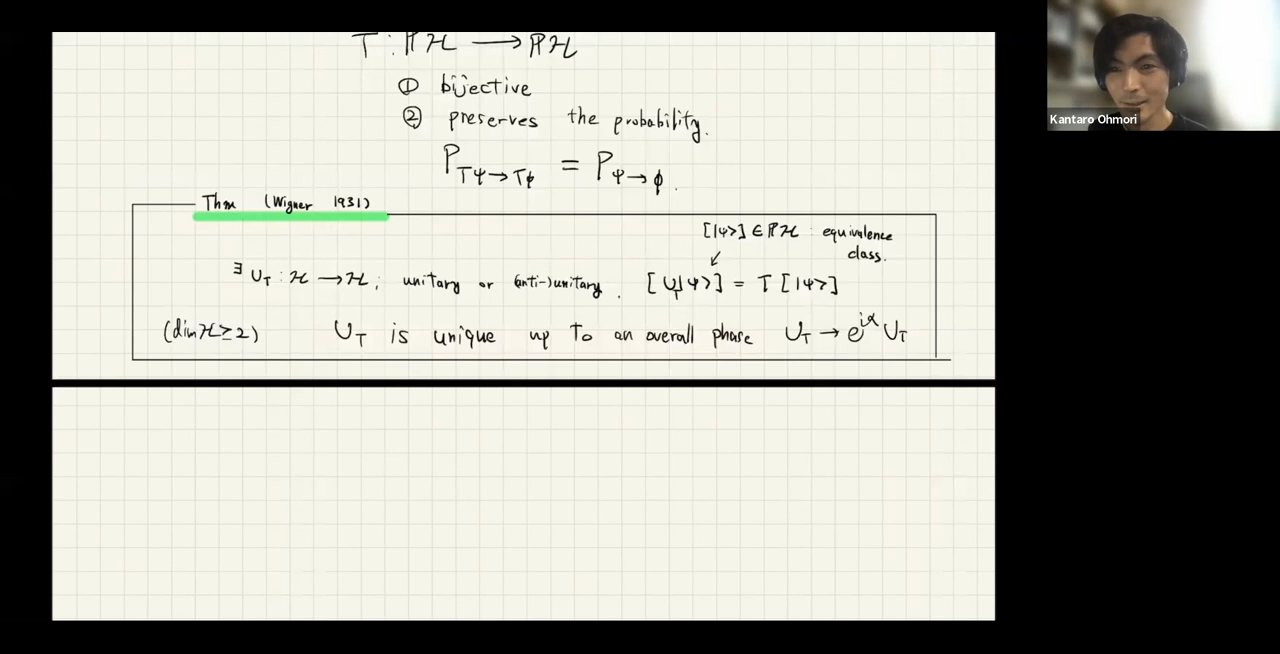 T : ℙℋ ⟶ ℙℋ
① bijective
② preserves the probability.
P_{Tψ→Tϕ} = P_{ψ→ϕ}.
Thm (Wigner 1931)
[|ψ>] ∈ ℙℋ : equivalence
class.
∃ U_T : ℋ → ℋ ; unitary or (anti-)unitary. [U_T|ψ>] = T [|ψ>]
(dim ℋ ≥ 2) U_T is unique up to an overall phase U_T → e^{iα} U_T
Kantaro Ohmori